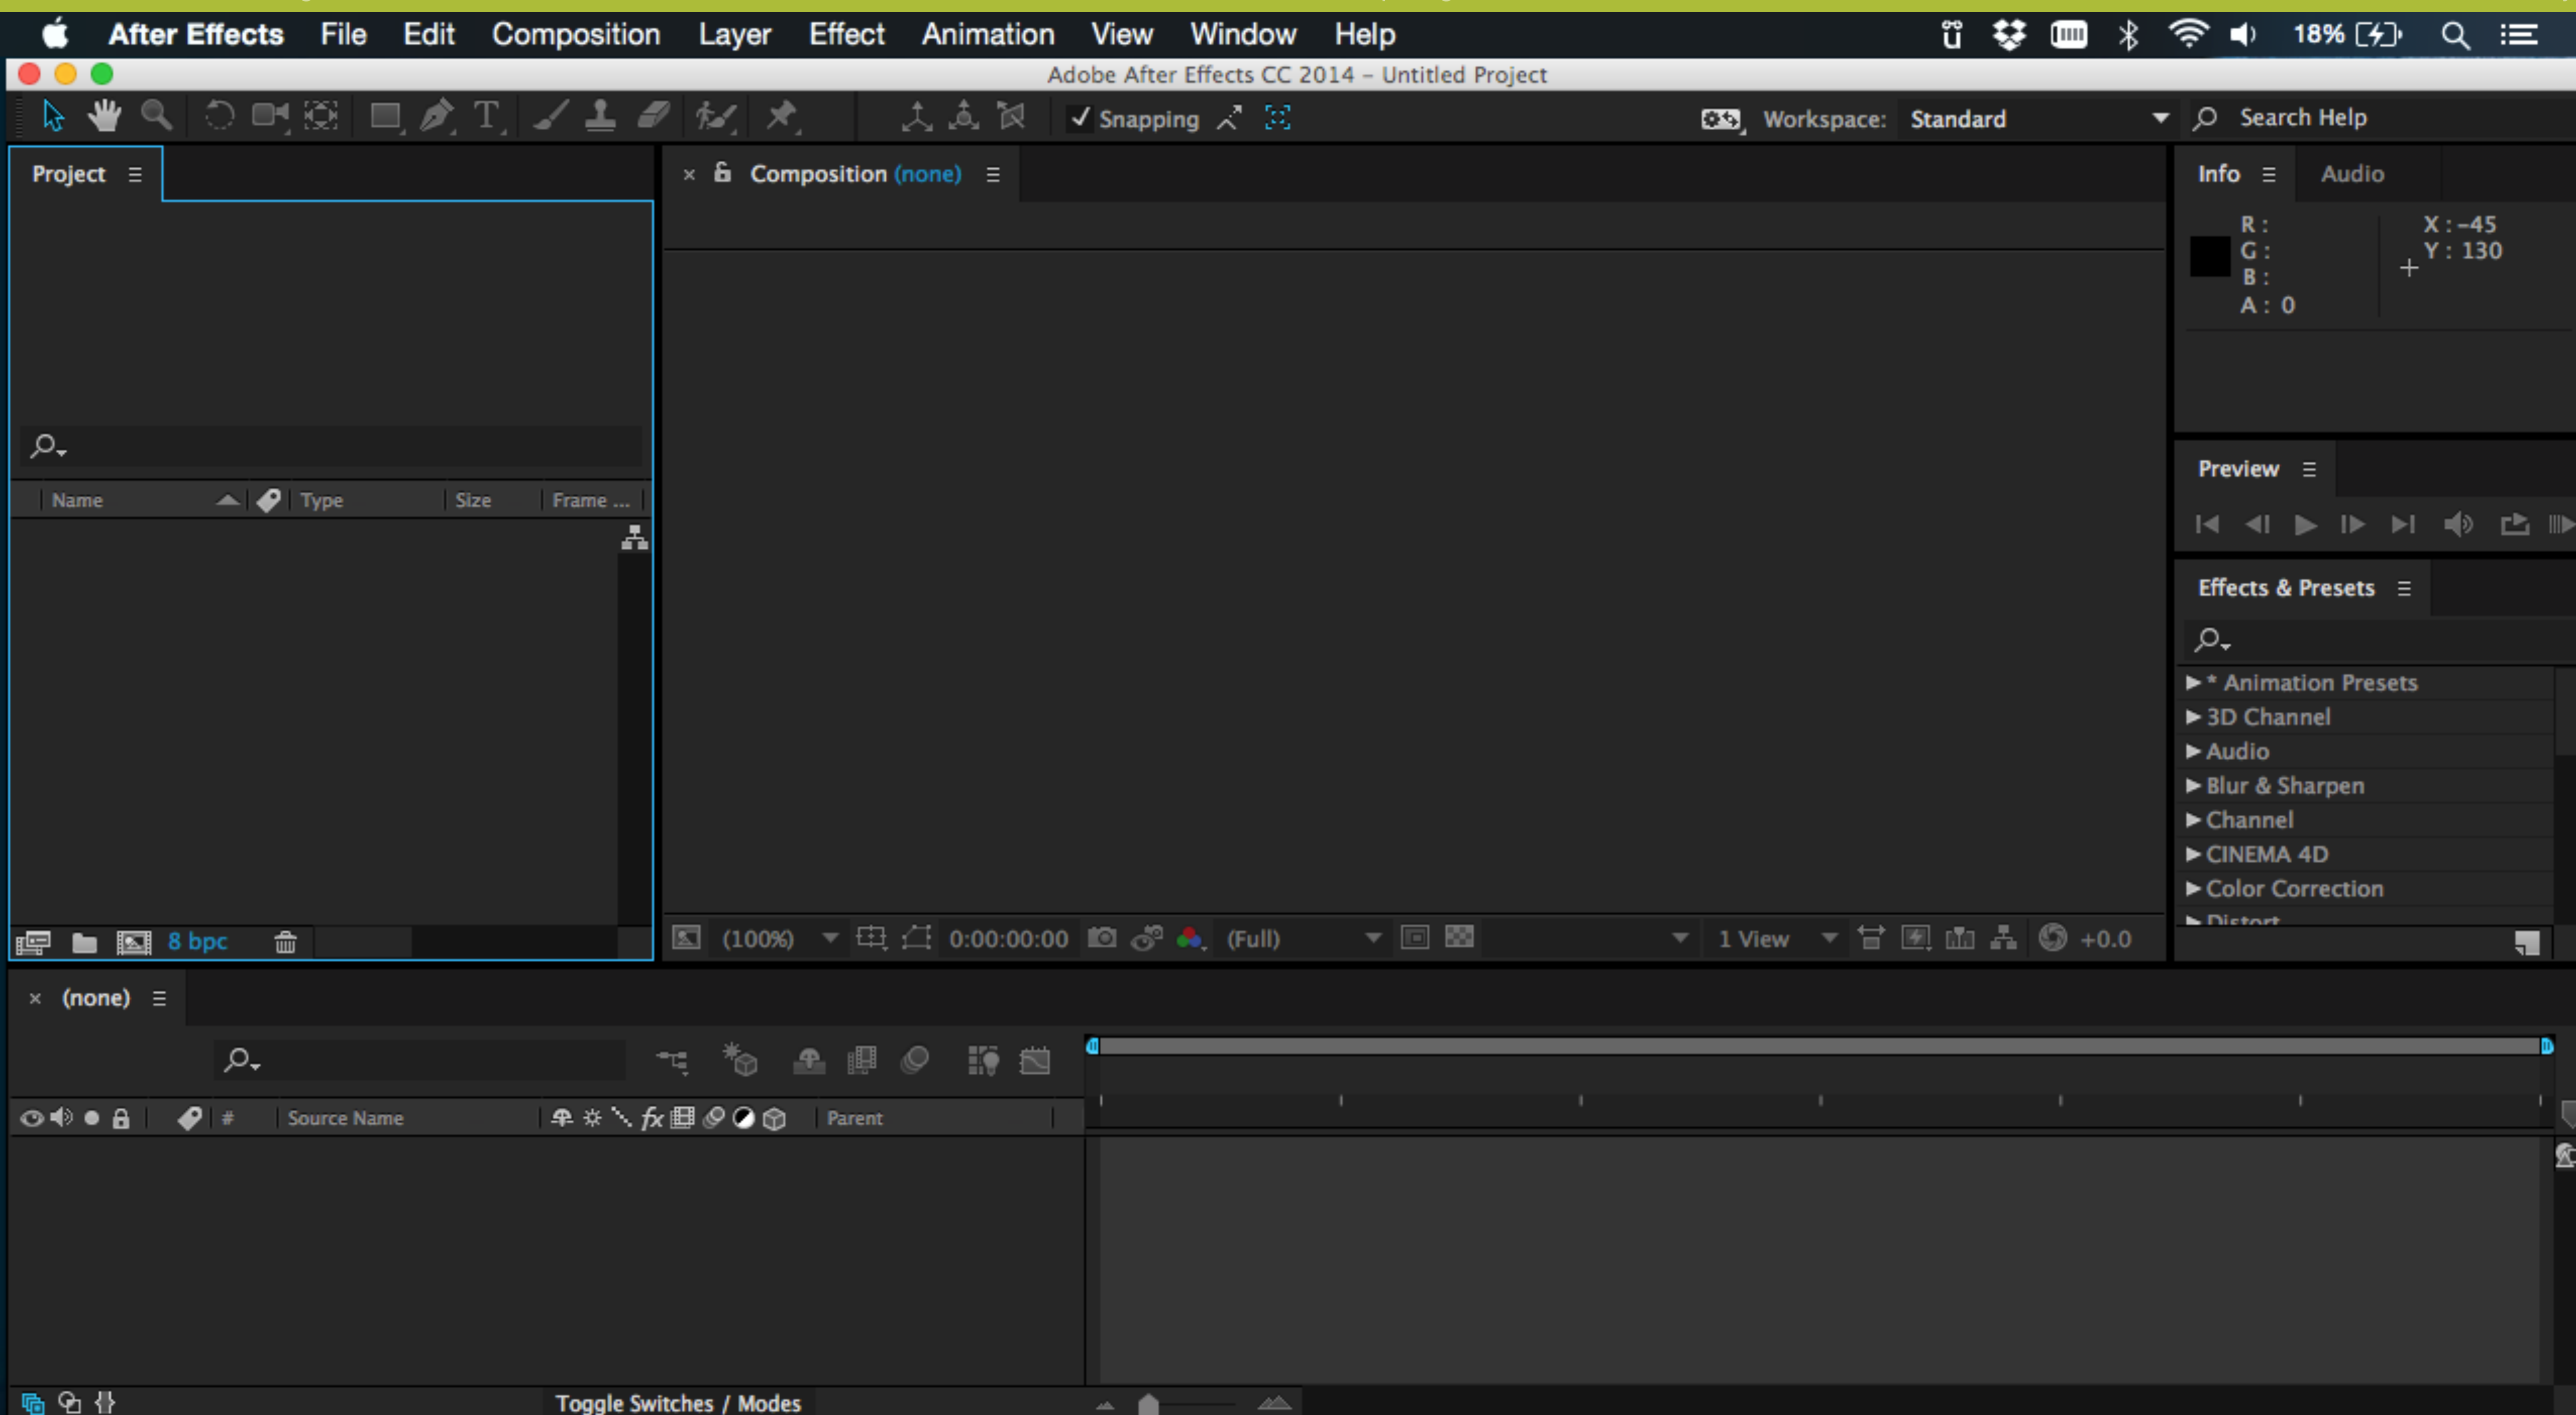 After Effects File Edit Composition Layer Effect Animation View Window Help 18%
Adobe After Effects CC 2014 – Untitled Project
Snapping Workspace: Standard Search Help
Project Composition (none) Info Audio
R : X : -45
G : Y : 130
B :
A : 0
Preview
Name Type Size Frame ...
Effects & Presets
* Animation Presets
3D Channel
Audio
Blur & Sharpen
Channel
CINEMA 4D
Color Correction
Distort
8 bpc (100%) 0:00:00:00 (Full) 1 View +0.0
(none)
# Source Name fx Parent
Toggle Switches / Modes